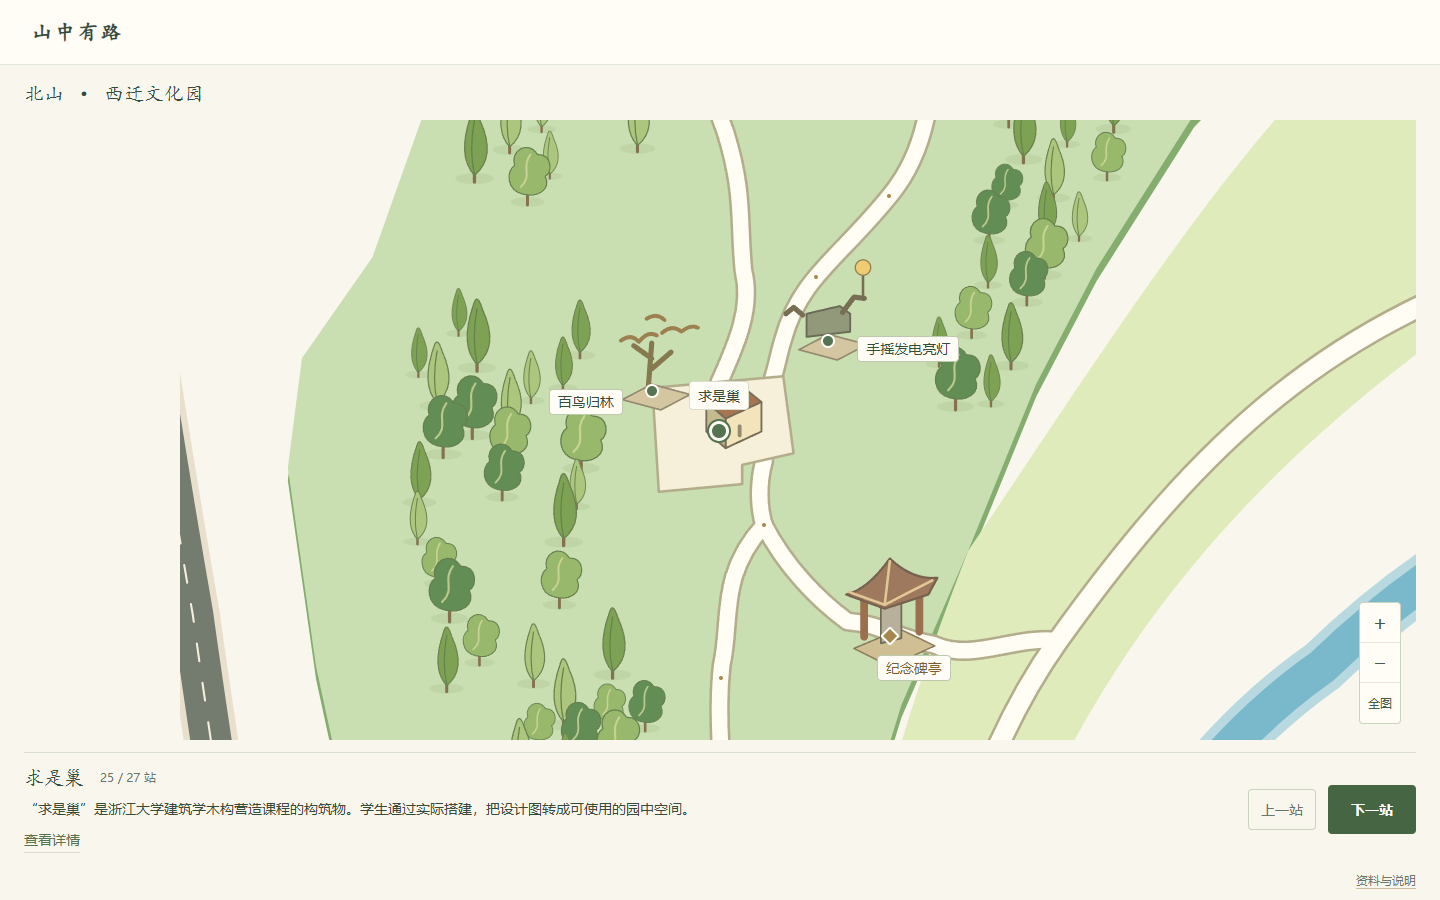 山中有路
北山 • 西迁文化园
手摇发电亮灯
百鸟归林
求是巢
纪念碑亭
+
−
全图
求是巢 25 / 27 站
“求是巢”是浙江大学建筑学木构营造课程的构筑物。学生通过实际搭建，把设计图转成可使用的园中空间。
查看详情
上一站
下一站
资料与说明